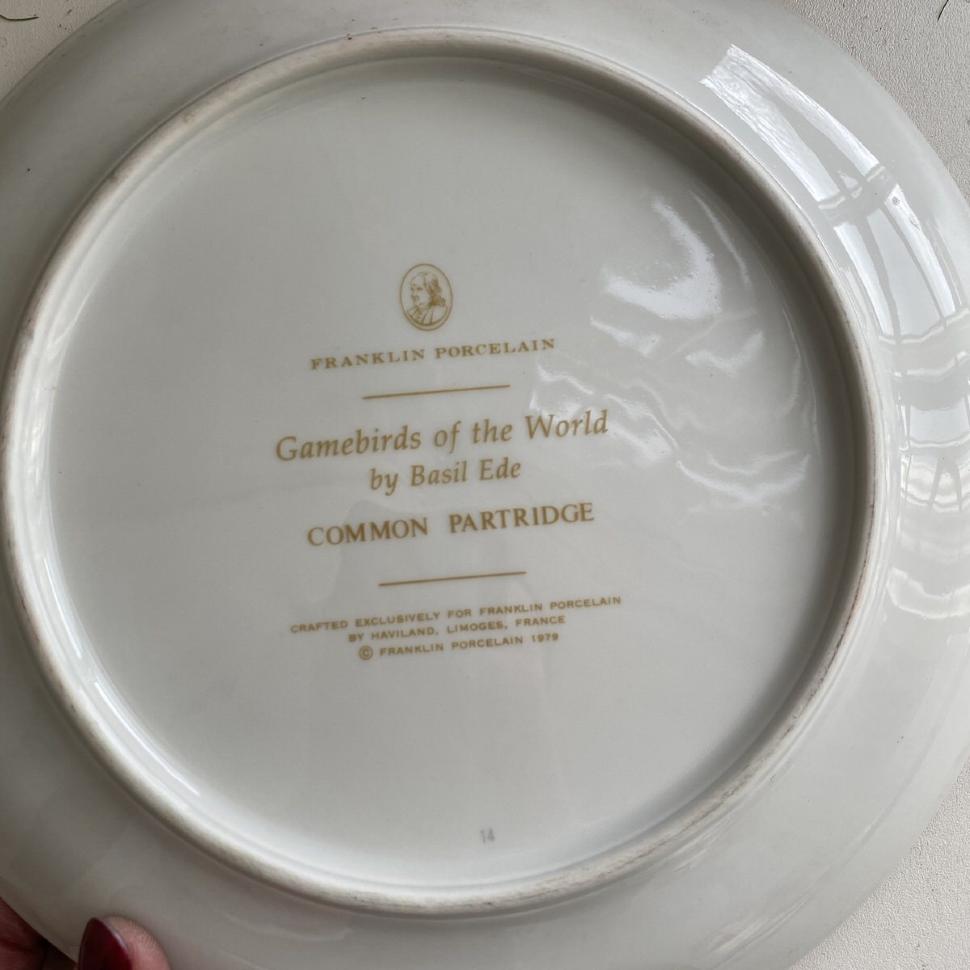 FRANKLIN PORCELAIN
Gamebirds of the World
by Basil Ede
COMMON PARTRIDGE
CRAFTED EXCLUSIVELY FOR FRANKLIN PORCELAIN
BY HAVILAND, LIMOGES, FRANCE
© FRANKLIN PORCELAIN 1979
14